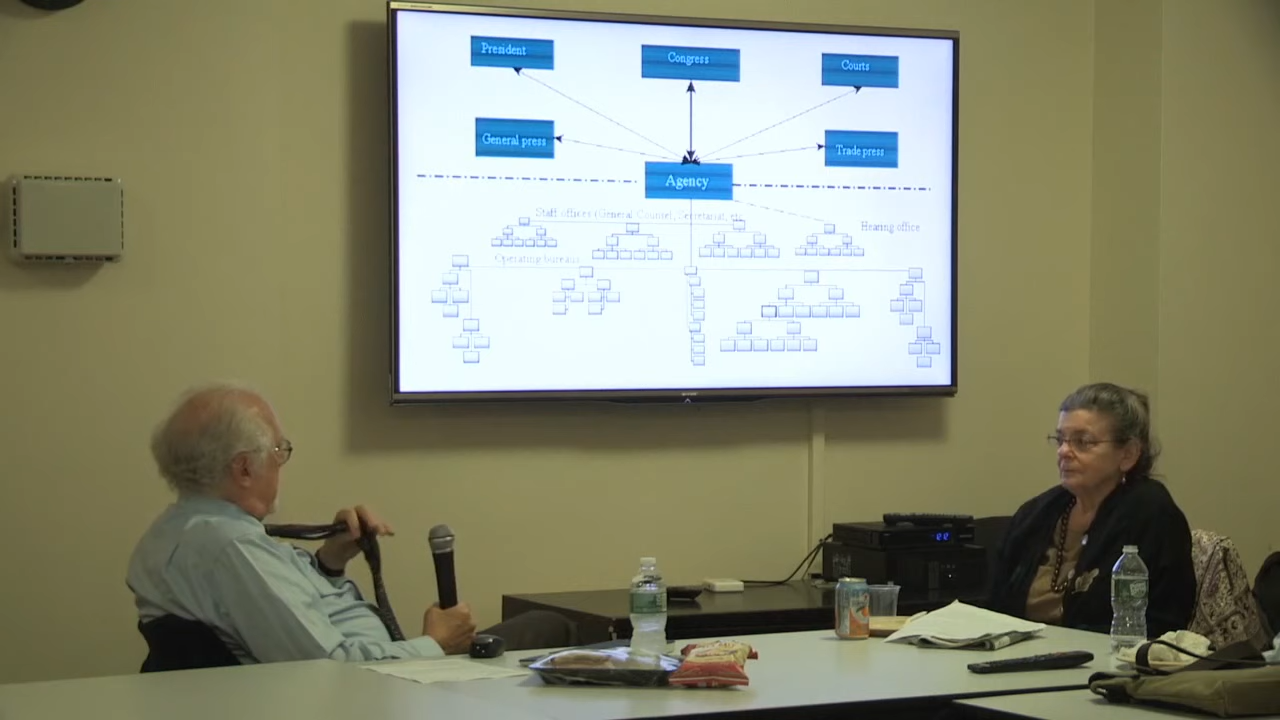 President
Congress
Courts
General press
Trade press
Agency
Staff offices (General Counsel, Secretariat, etc
Hearing office
Operating bureaus